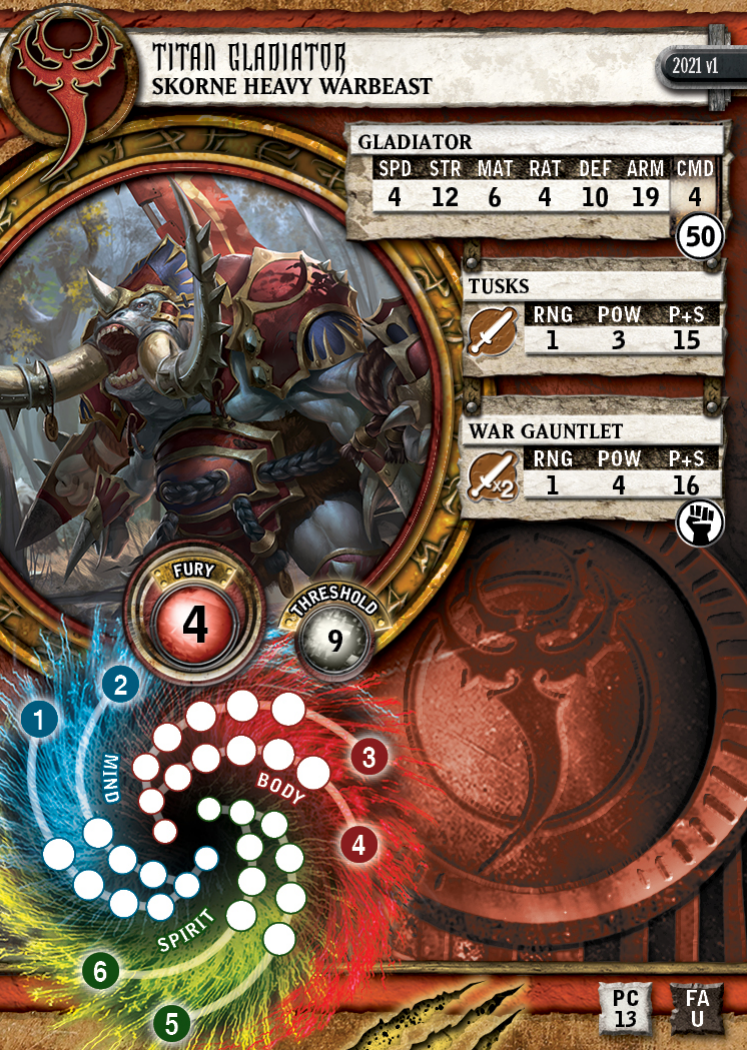 TITAN GLADIATOR
SKORNE HEAVY WARBEAST
2021 v1
GLADIATOR
SPD STR MAT RAT DEF ARM CMD
4 12 6 4 10 19 4
50
TUSKS
RNG POW P+S
1 3 15
WAR GAUNTLET
RNG POW P+S
x2 1 4 16
FURY
4
THRESHOLD
9
1
2
MIND
3
BODY
4
SPIRIT
6
5
PC
13
FA
U